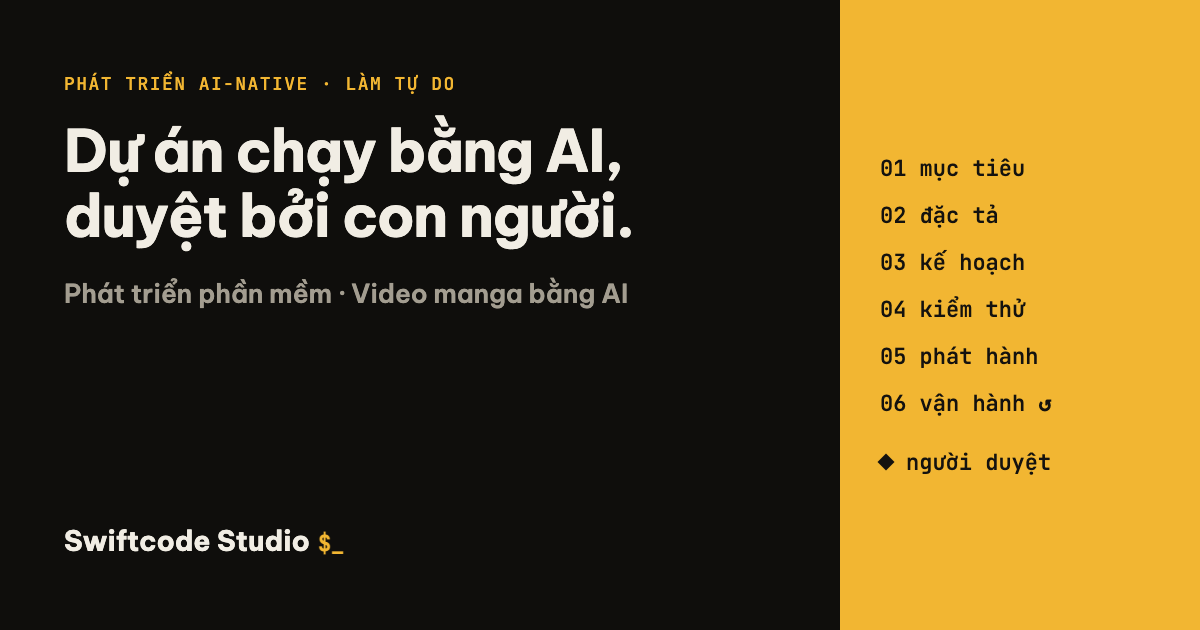 PHÁT TRIỂN AI-NATIVE · LÀM TỰ DO
Dự án chạy bằng AI,
duyệt bởi con người.
Phát triển phần mềm · Video manga bằng AI
Swiftcode Studio $_
01 mục tiêu
02 đặc tả
03 kế hoạch
04 kiểm thử
05 phát hành
06 vận hành ↺
◆ người duyệt